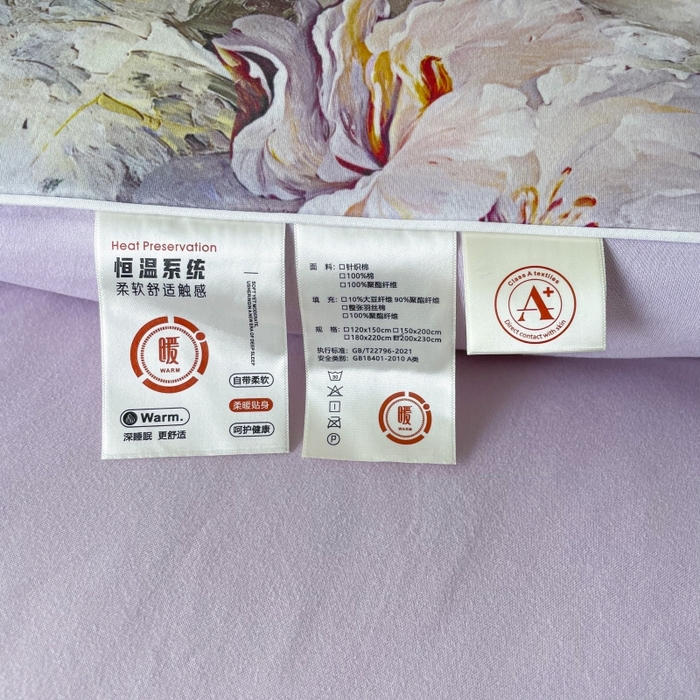 Heat Preservation
恒温系统
柔软舒适触感
暖
WARM
自带柔软
柔暖贴身
呵护健康
Warm.
深睡眠 更舒适
面 料: □针织棉
□100%棉
□100%聚酯纤维
填 充: □10%大豆纤维 90%聚酯纤维
□整张羽丝棉
□100%聚酯纤维
规 格: □120x150cm □150x200cm
□180x220cm 200x230cm
执行标准: GB/T22796-2021
安全类别: GB18401-2010 A类
30
P
暖
Class A textiles
A+
Direct contact with skin